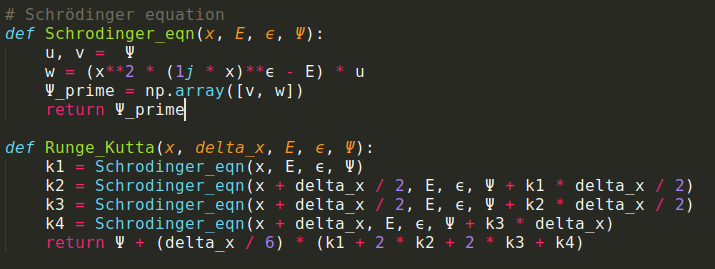 # Schrödinger equation
def Schrodinger_eqn(x, E, ϵ, Ψ):
    u, v =  Ψ
    w = (x**2 * (1j * x)**ϵ - E) * u
    Ψ_prime = np.array([v, w])
    return Ψ_prime

def Runge_Kutta(x, delta_x, E, ϵ, Ψ):
    k1 = Schrodinger_eqn(x, E, ϵ, Ψ)
    k2 = Schrodinger_eqn(x + delta_x / 2, E, ϵ, Ψ + k1 * delta_x / 2)
    k3 = Schrodinger_eqn(x + delta_x / 2, E, ϵ, Ψ + k2 * delta_x / 2)
    k4 = Schrodinger_eqn(x + delta_x, E, ϵ, Ψ + k3 * delta_x)
    return Ψ + (delta_x / 6) * (k1 + 2 * k2 + 2 * k3 + k4)